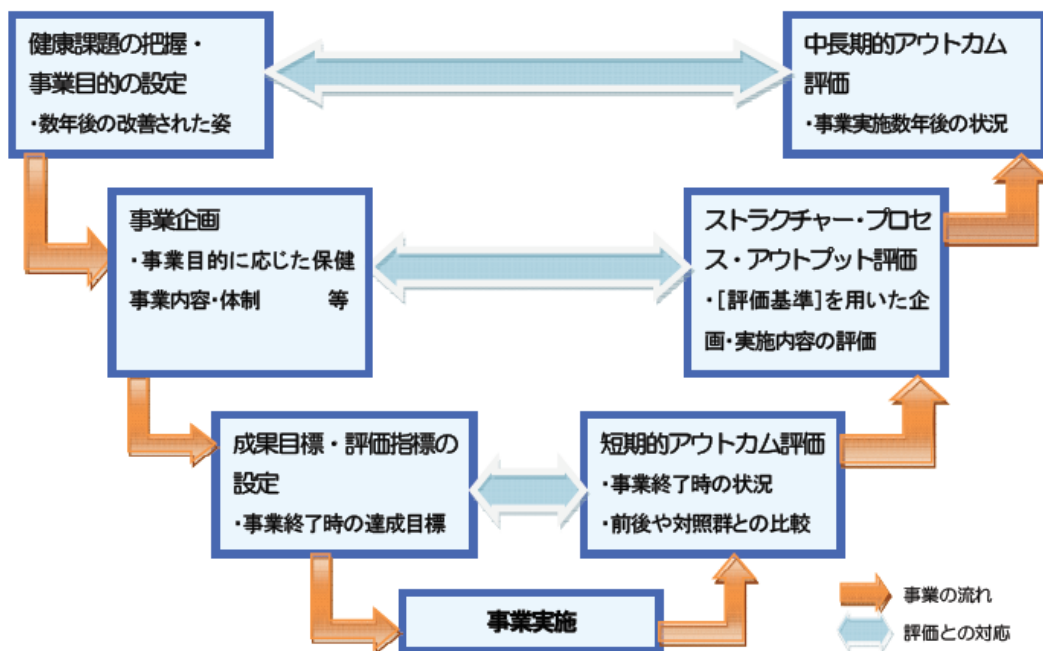 健康課題の把握・
事業目的の設定
・数年後の改善された姿
中長期的アウトカム
評価
・事業実施数年後の状況
事業企画
・事業目的に応じた保健
事業内容・体制　　　等
ストラクチャー・プロセ
ス・アウトプット評価
・［評価基準］を用いた企
画・実施内容の評価
成果目標・評価指標の
設定
・事業終了時の達成目標
短期的アウトカム評価
・事業終了時の状況
・前後や対照群との比較
事業実施
事業の流れ
評価との対応